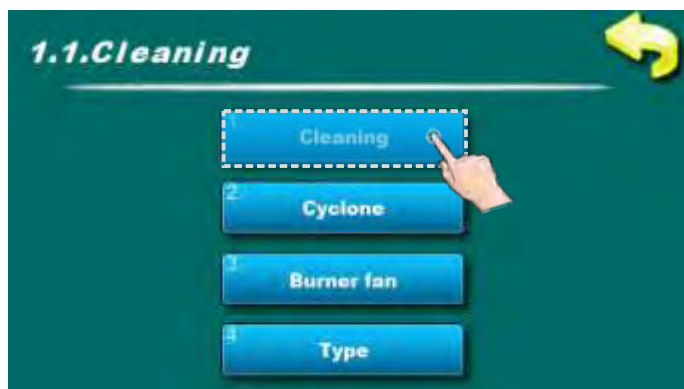 1.1.Cleaning
1
Cleaning
2
Cyclone
3
Burner fan
4
Type